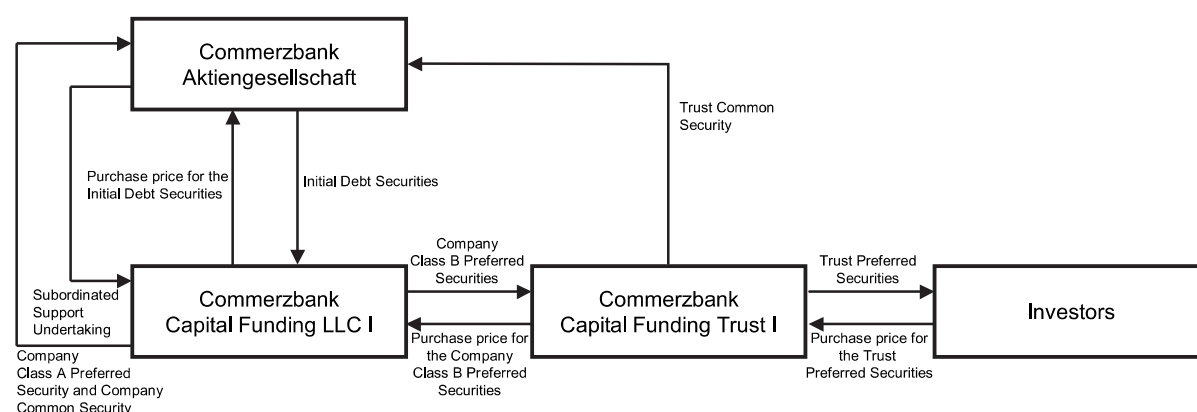 Commerzbank
Aktiengesellschaft
Trust Common
Security
Purchase price for the
Initial Debt Securities
Initial Debt Securities
Company
Class B Preferred
Securities
Trust Preferred
Securities
Subordinated
Support
Undertaking
Commerzbank
Capital Funding LLC I
Commerzbank
Capital Funding Trust I
Investors
Purchase price for
the Company
Class B Preferred
Securities
Purchase price for
the Trust
Preferred Securities
Company
Class A Preferred
Security and Company
Common Security